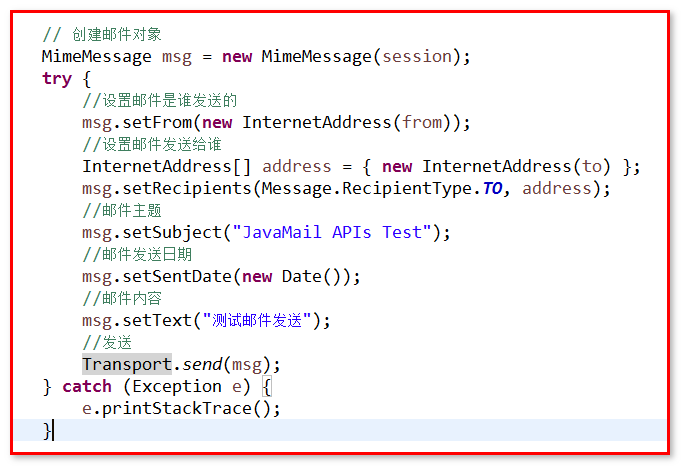 // 创建邮件对象
MimeMessage msg = new MimeMessage(session);
try {
//设置邮件是谁发送的
msg.setFrom(new InternetAddress(from));
//设置邮件发送给谁
InternetAddress[] address = { new InternetAddress(to) };
msg.setRecipients(Message.RecipientType.TO, address);
//邮件主题
msg.setSubject("JavaMail APIs Test");
//邮件发送日期
msg.setSentDate(new Date());
//邮件内容
msg.setText("测试邮件发送");
//发送
Transport.send(msg);
} catch (Exception e) {
e.printStackTrace();
}